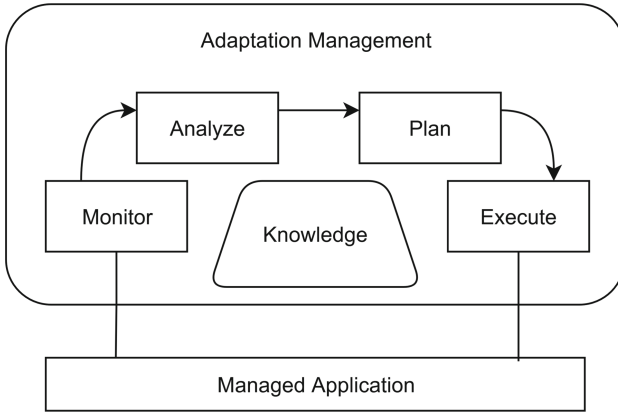 Adaptation Management
Analyze
Plan
Monitor
Knowledge
Execute
Managed Application